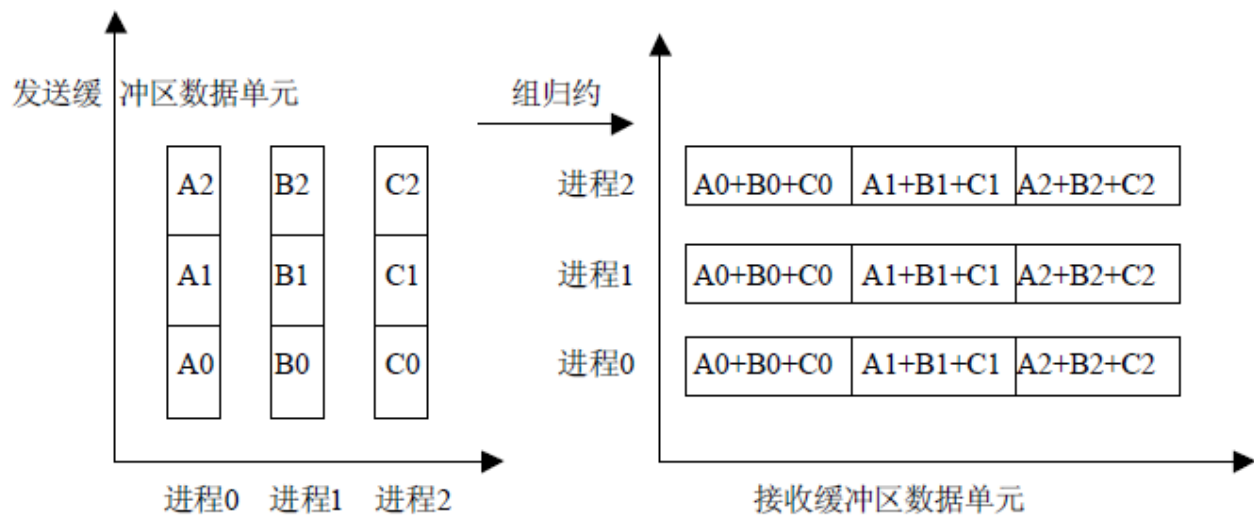 发送缓冲区数据单元
组归约
A2 B2 C2
A1 B1 C1
A0 B0 C0
进程0 进程1 进程2
进程2 A0+B0+C0 A1+B1+C1 A2+B2+C2
进程1 A0+B0+C0 A1+B1+C1 A2+B2+C2
进程0 A0+B0+C0 A1+B1+C1 A2+B2+C2
接收缓冲区数据单元